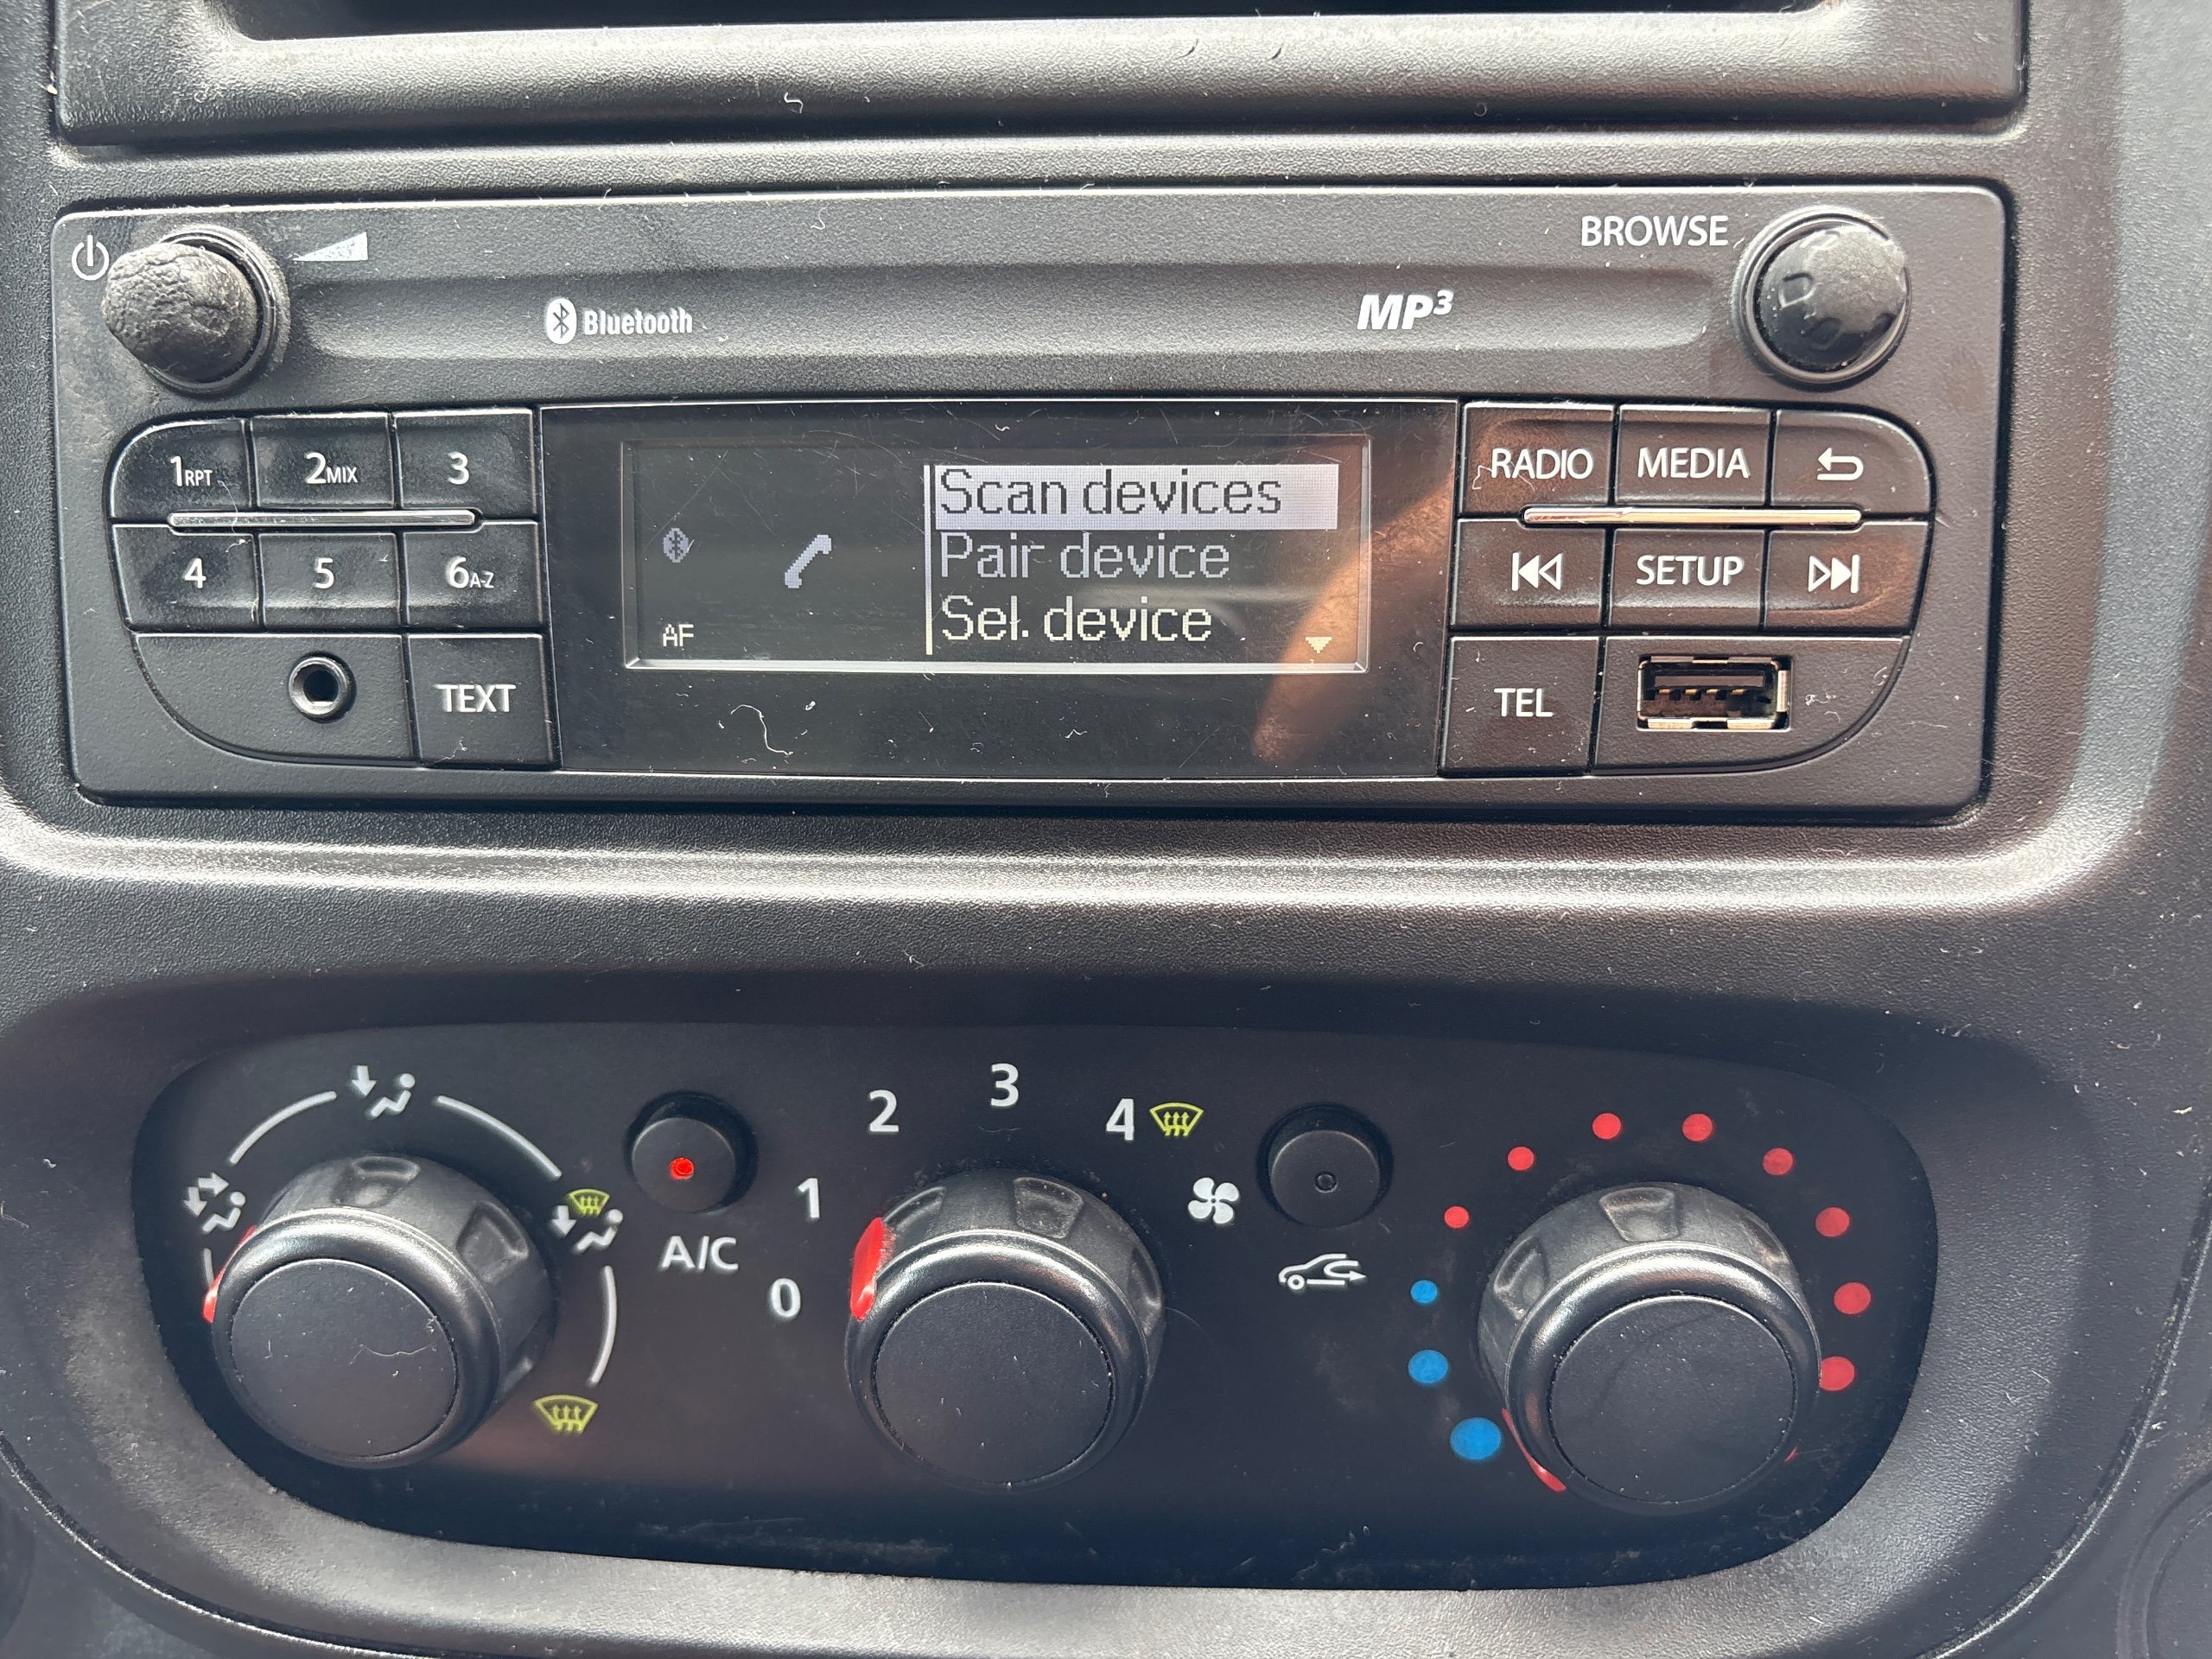 BROWSE
Bluetooth
MP3
1RPT
2MIX
3
Scan devices
RADIO
MEDIA
Pair device
4
5
6A-Z
SETUP
AF
Sel. device
TEXT
TEL
2
3
4
1
A/C
0